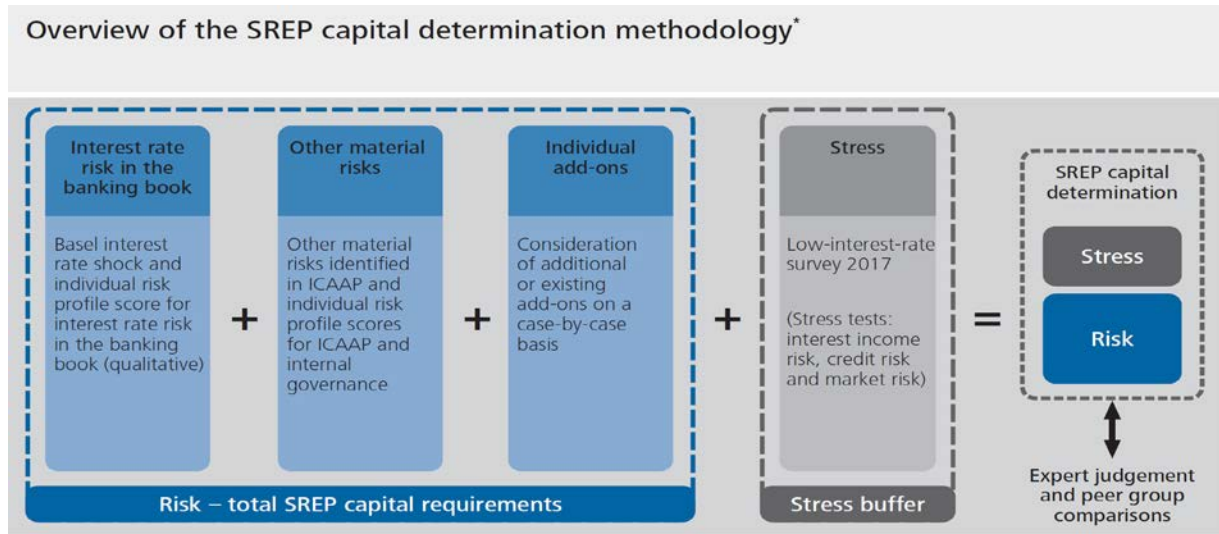 Overview of the SREP capital determination methodology*
Interest rate
risk in the
banking book
Basel interest
rate shock and
individual risk
profile score for
interest rate risk
in the banking
book (qualitative)
+
Other material
risks
Other material
risks identified
in ICAAP and
individual risk
profile scores
for ICAAP and
internal
governance
+
Individual
add-ons
Consideration
of additional
or existing
add-ons on a
case-by-case
basis
Risk – total SREP capital requirements
+
Stress
Low-interest-rate
survey 2017
(Stress tests:
interest income
risk, credit risk
and market risk)
Stress buffer
=
SREP capital
determination
Stress
Risk
Expert judgement
and peer group
comparisons